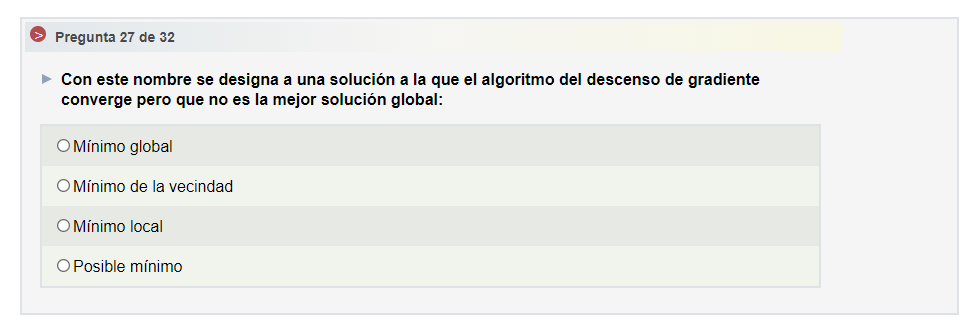 Pregunta 27 de 32
Con este nombre se designa a una solución a la que el algoritmo del descenso de gradiente
converge pero que no es la mejor solución global:
Mínimo global
Mínimo de la vecindad
Mínimo local
Posible mínimo